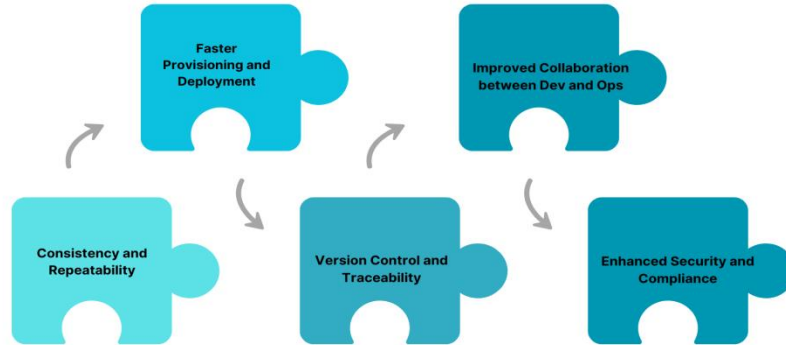 Faster
Provisioning and
Deployment
Improved Collaboration
between Dev and Ops
Consistency and
Repeatability
Version Control and
Traceability
Enhanced Security and
Compliance